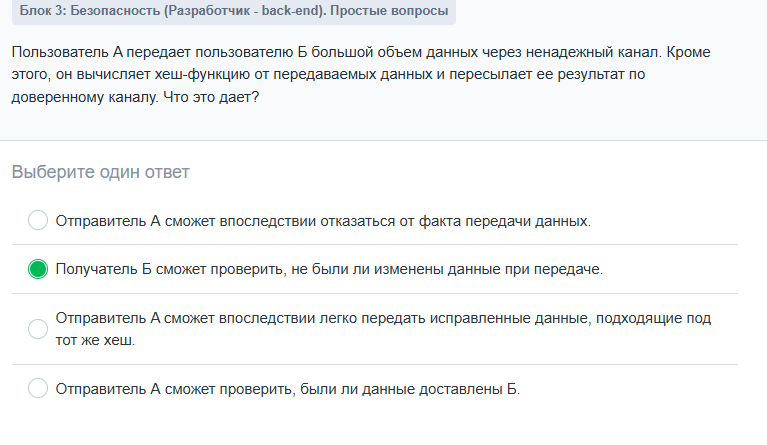 Блок 3: Безопасность (Разработчик - back-end). Простые вопросы
Пользователь А передает пользователю Б большой объем данных через ненадежный канал. Кроме
этого, он вычисляет хеш-функцию от передаваемых данных и пересылает ее результат по
доверенному каналу. Что это дает?
Выберите один ответ
Отправитель А сможет впоследствии отказаться от факта передачи данных.
Получатель Б сможет проверить, не были ли изменены данные при передаче.
Отправитель А сможет впоследствии легко передать исправленные данные, подходящие под
тот же хеш.
Отправитель А сможет проверить, были ли данные доставлены Б.